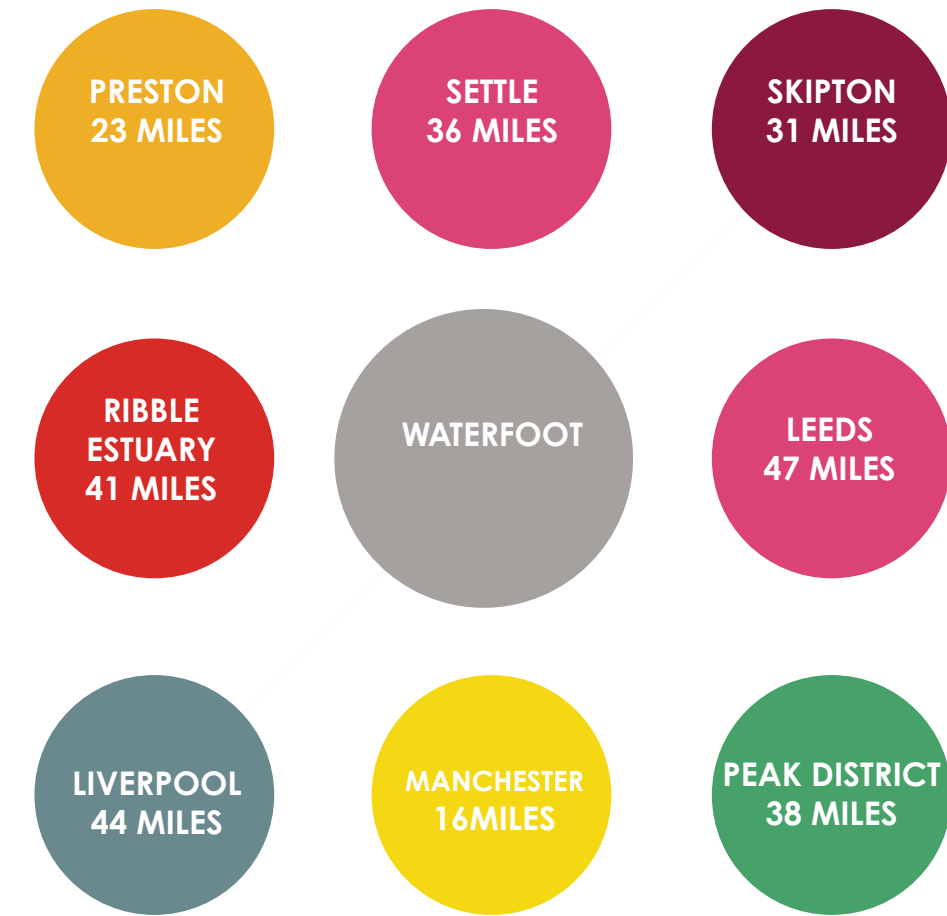 PRESTON
23 MILES
SETTLE
36 MILES
SKIPTON
31 MILES
RIBBLE
ESTUARY
41 MILES
WATERFOOT
LEEDS
47 MILES
LIVERPOOL
44 MILES
MANCHESTER
16MILES
PEAK DISTRICT
38 MILES